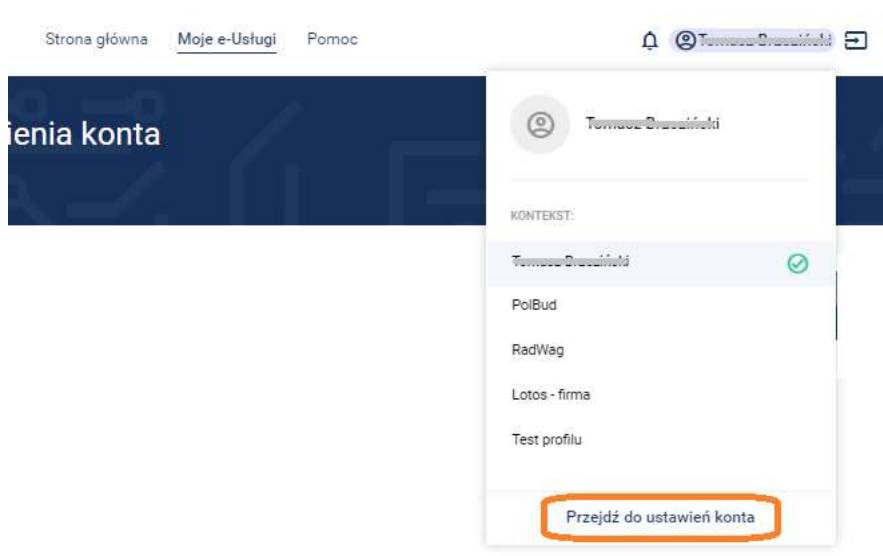 Strona główna Moje e-Usługi Pomoc
ienia konta
KONTEKST:
PolBud
RadWag
Lotos - firma
Test profilu
Przejdź do ustawień konta